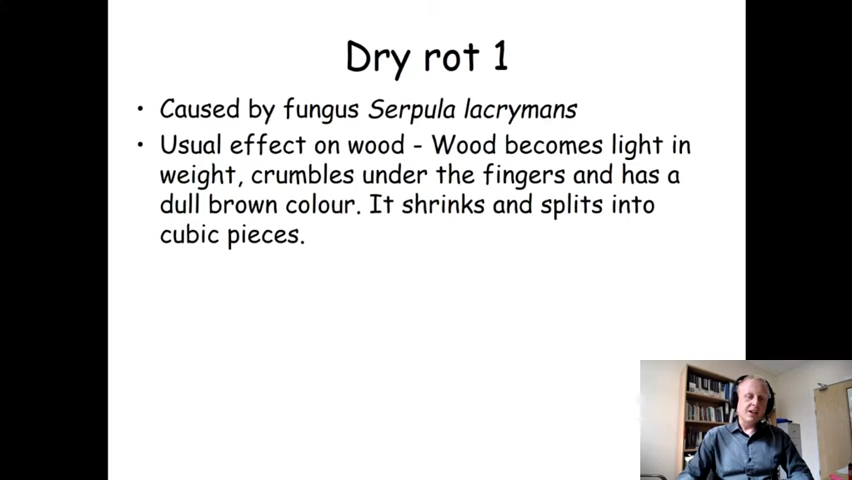 Dry rot 1
• Caused by fungus Serpula lacrymans
• Usual effect on wood - Wood becomes light in
weight, crumbles under the fingers and has a
dull brown colour. It shrinks and splits into
cubic pieces.